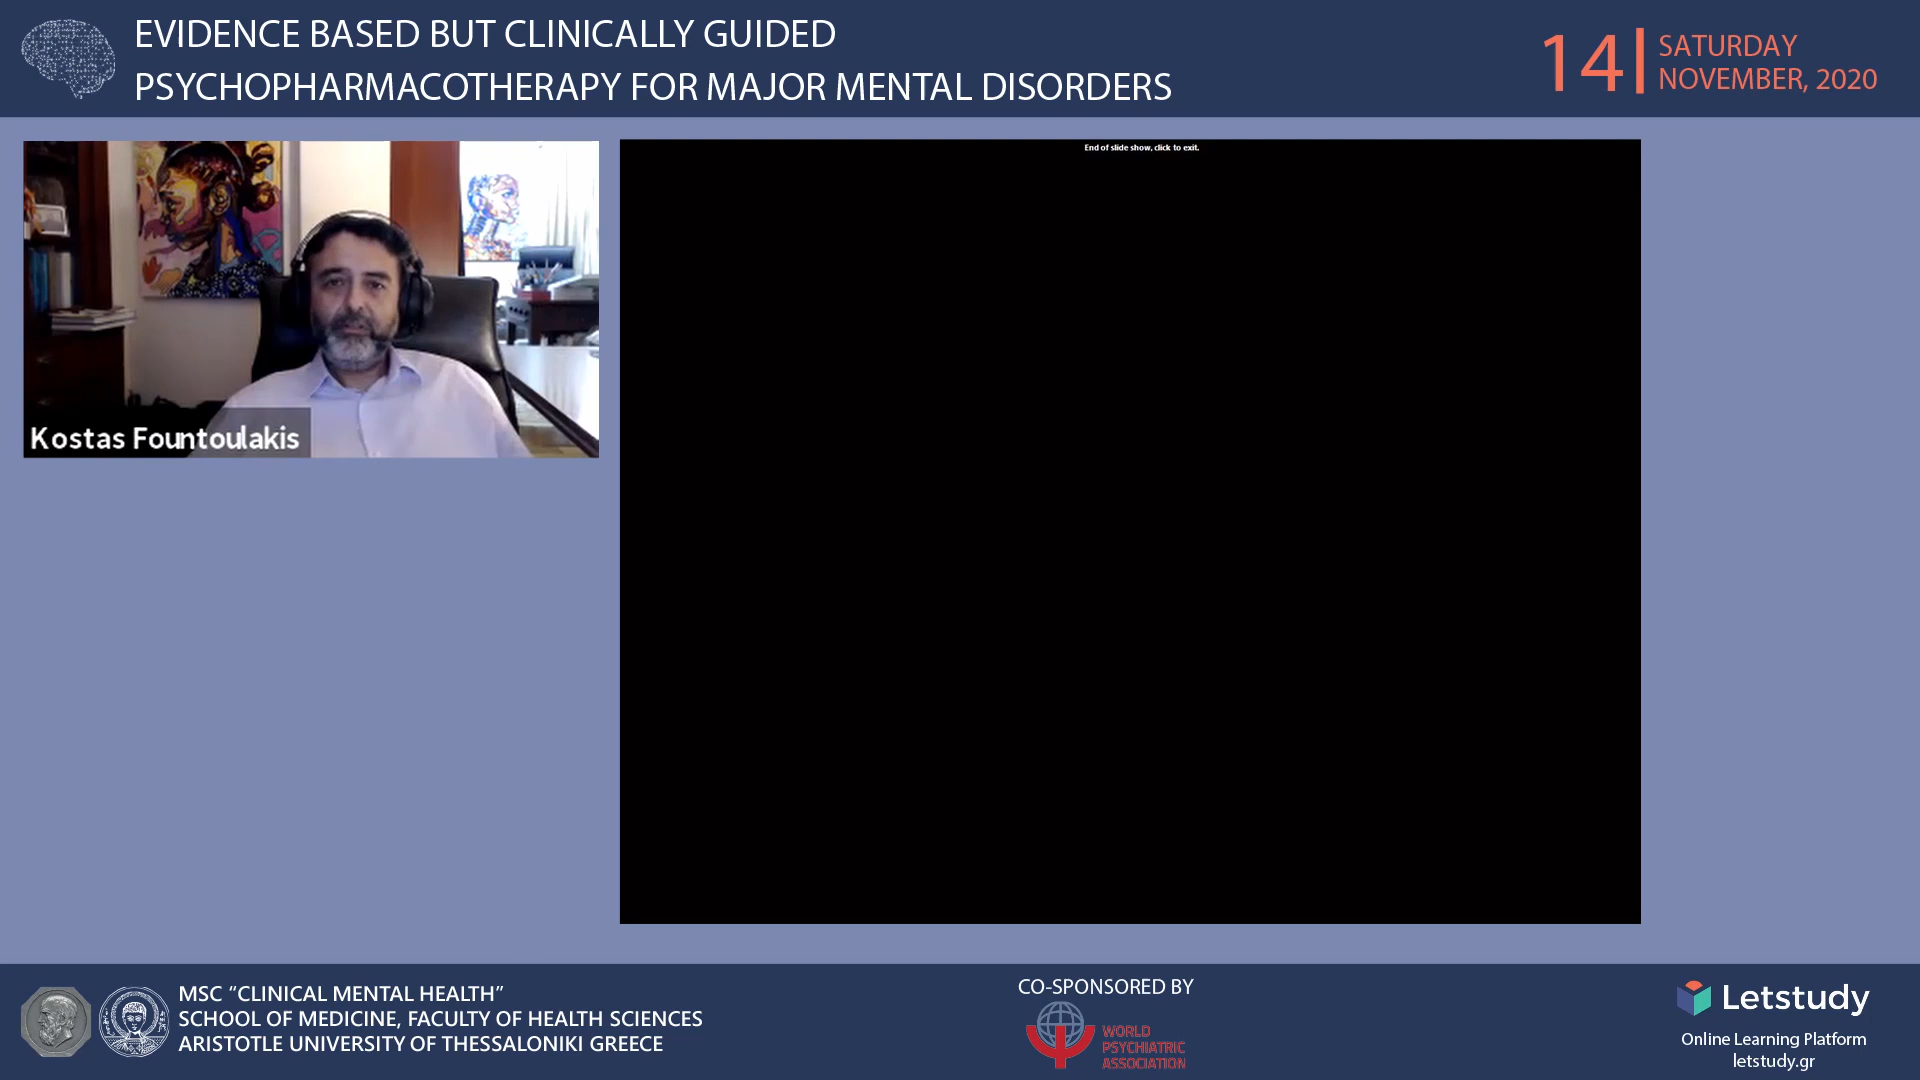 EVIDENCE BASED BUT CLINICALLY GUIDED
PSYCHOPHARMACOTHERAPY FOR MAJOR MENTAL DISORDERS
14
SATURDAY
NOVEMBER, 2020
End of slide show, click to exit.
Kostas Fountoulakis
MSC “CLINICAL MENTAL HEALTH”
SCHOOL OF MEDICINE, FACULTY OF HEALTH SCIENCES
ARISTOTLE UNIVERSITY OF THESSALONIKI GREECE
CO-SPONSORED BY
WORLD
PSYCHIATRIC
ASSOCIATION
Letstudy
Online Learning Platform
letstudy.gr